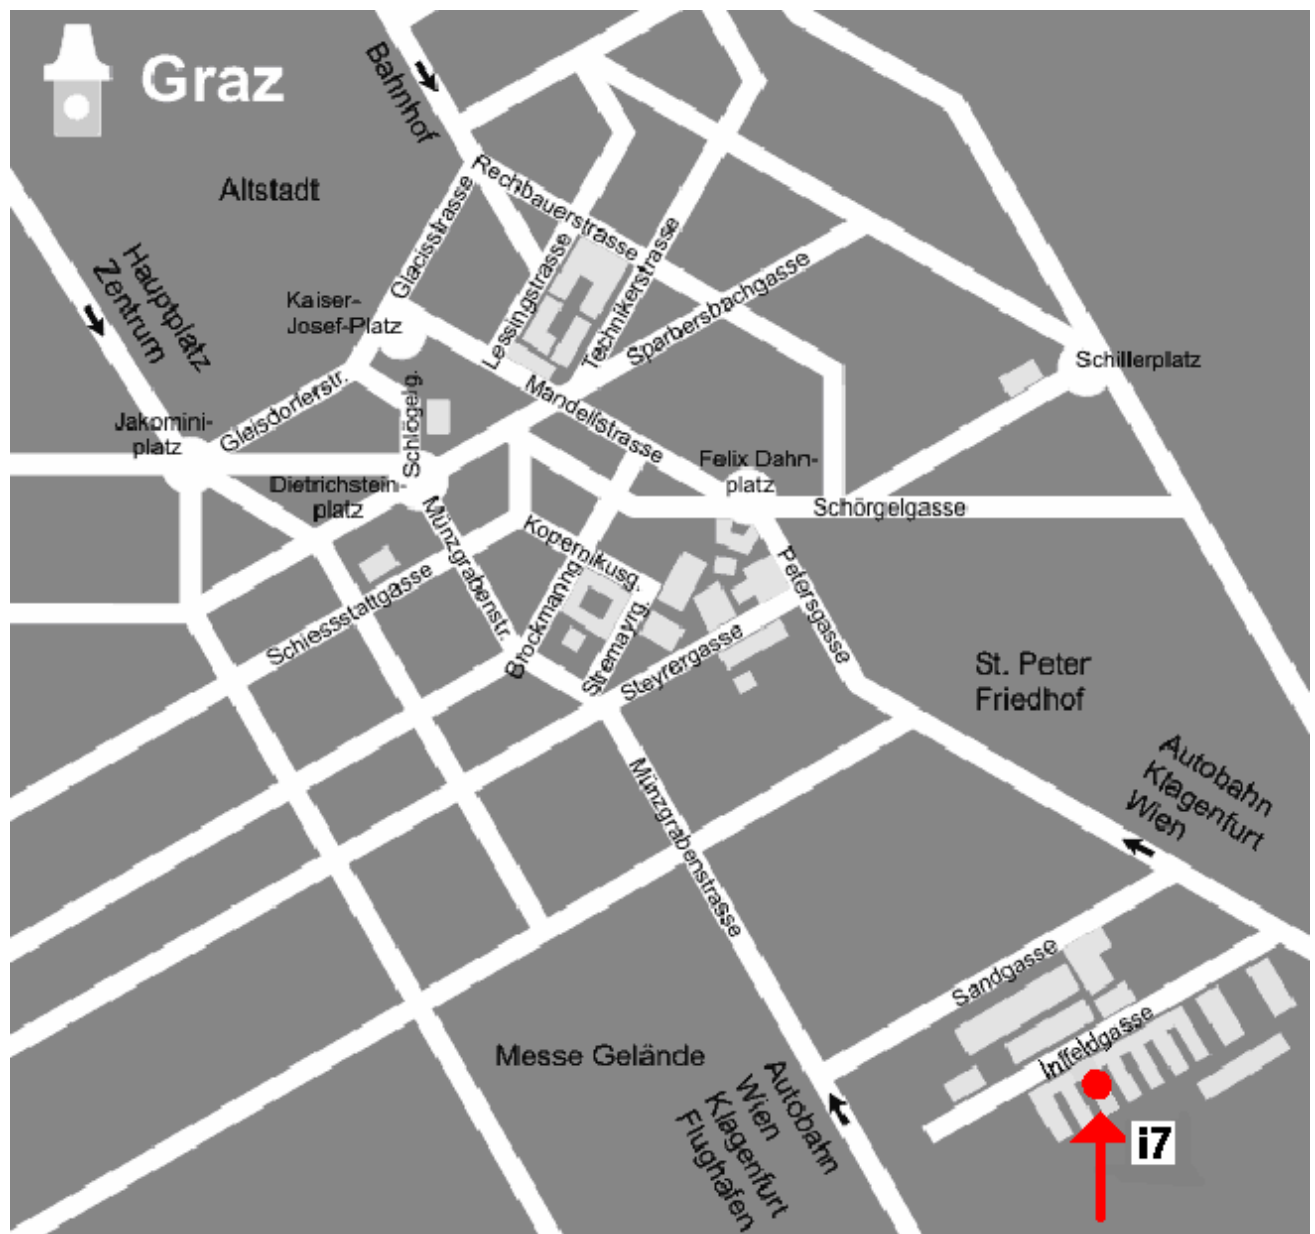 Graz
Bahnhof
Altstadt
Rechbauerstrasse
Glacisstrasse
Hauptplatz
Zentrum
Kaiser-
Josef-Platz
Lessingstrasse
Technikerstrasse
Sparbersbachgasse
Schillerplatz
Mandellstrasse
Gleisdorferstr.
Schlögelg.
Jakomini-
platz
Felix Dahn-
platz
Dietrichstein-
platz
Schörgelgasse
Münzgrabenstr.
Kopernikusg.
Petersgasse
Schiessstattgasse
Brockmanng.
Stremayrg.
Steyrergasse
St. Peter
Friedhof
Münzgrabenstrasse
Autobahn
Klagenfurt
Wien
Sandgasse
Inffeldgasse
Messe Gelände
Autobahn
Wien
Klagenfurt
Flughafen
i7